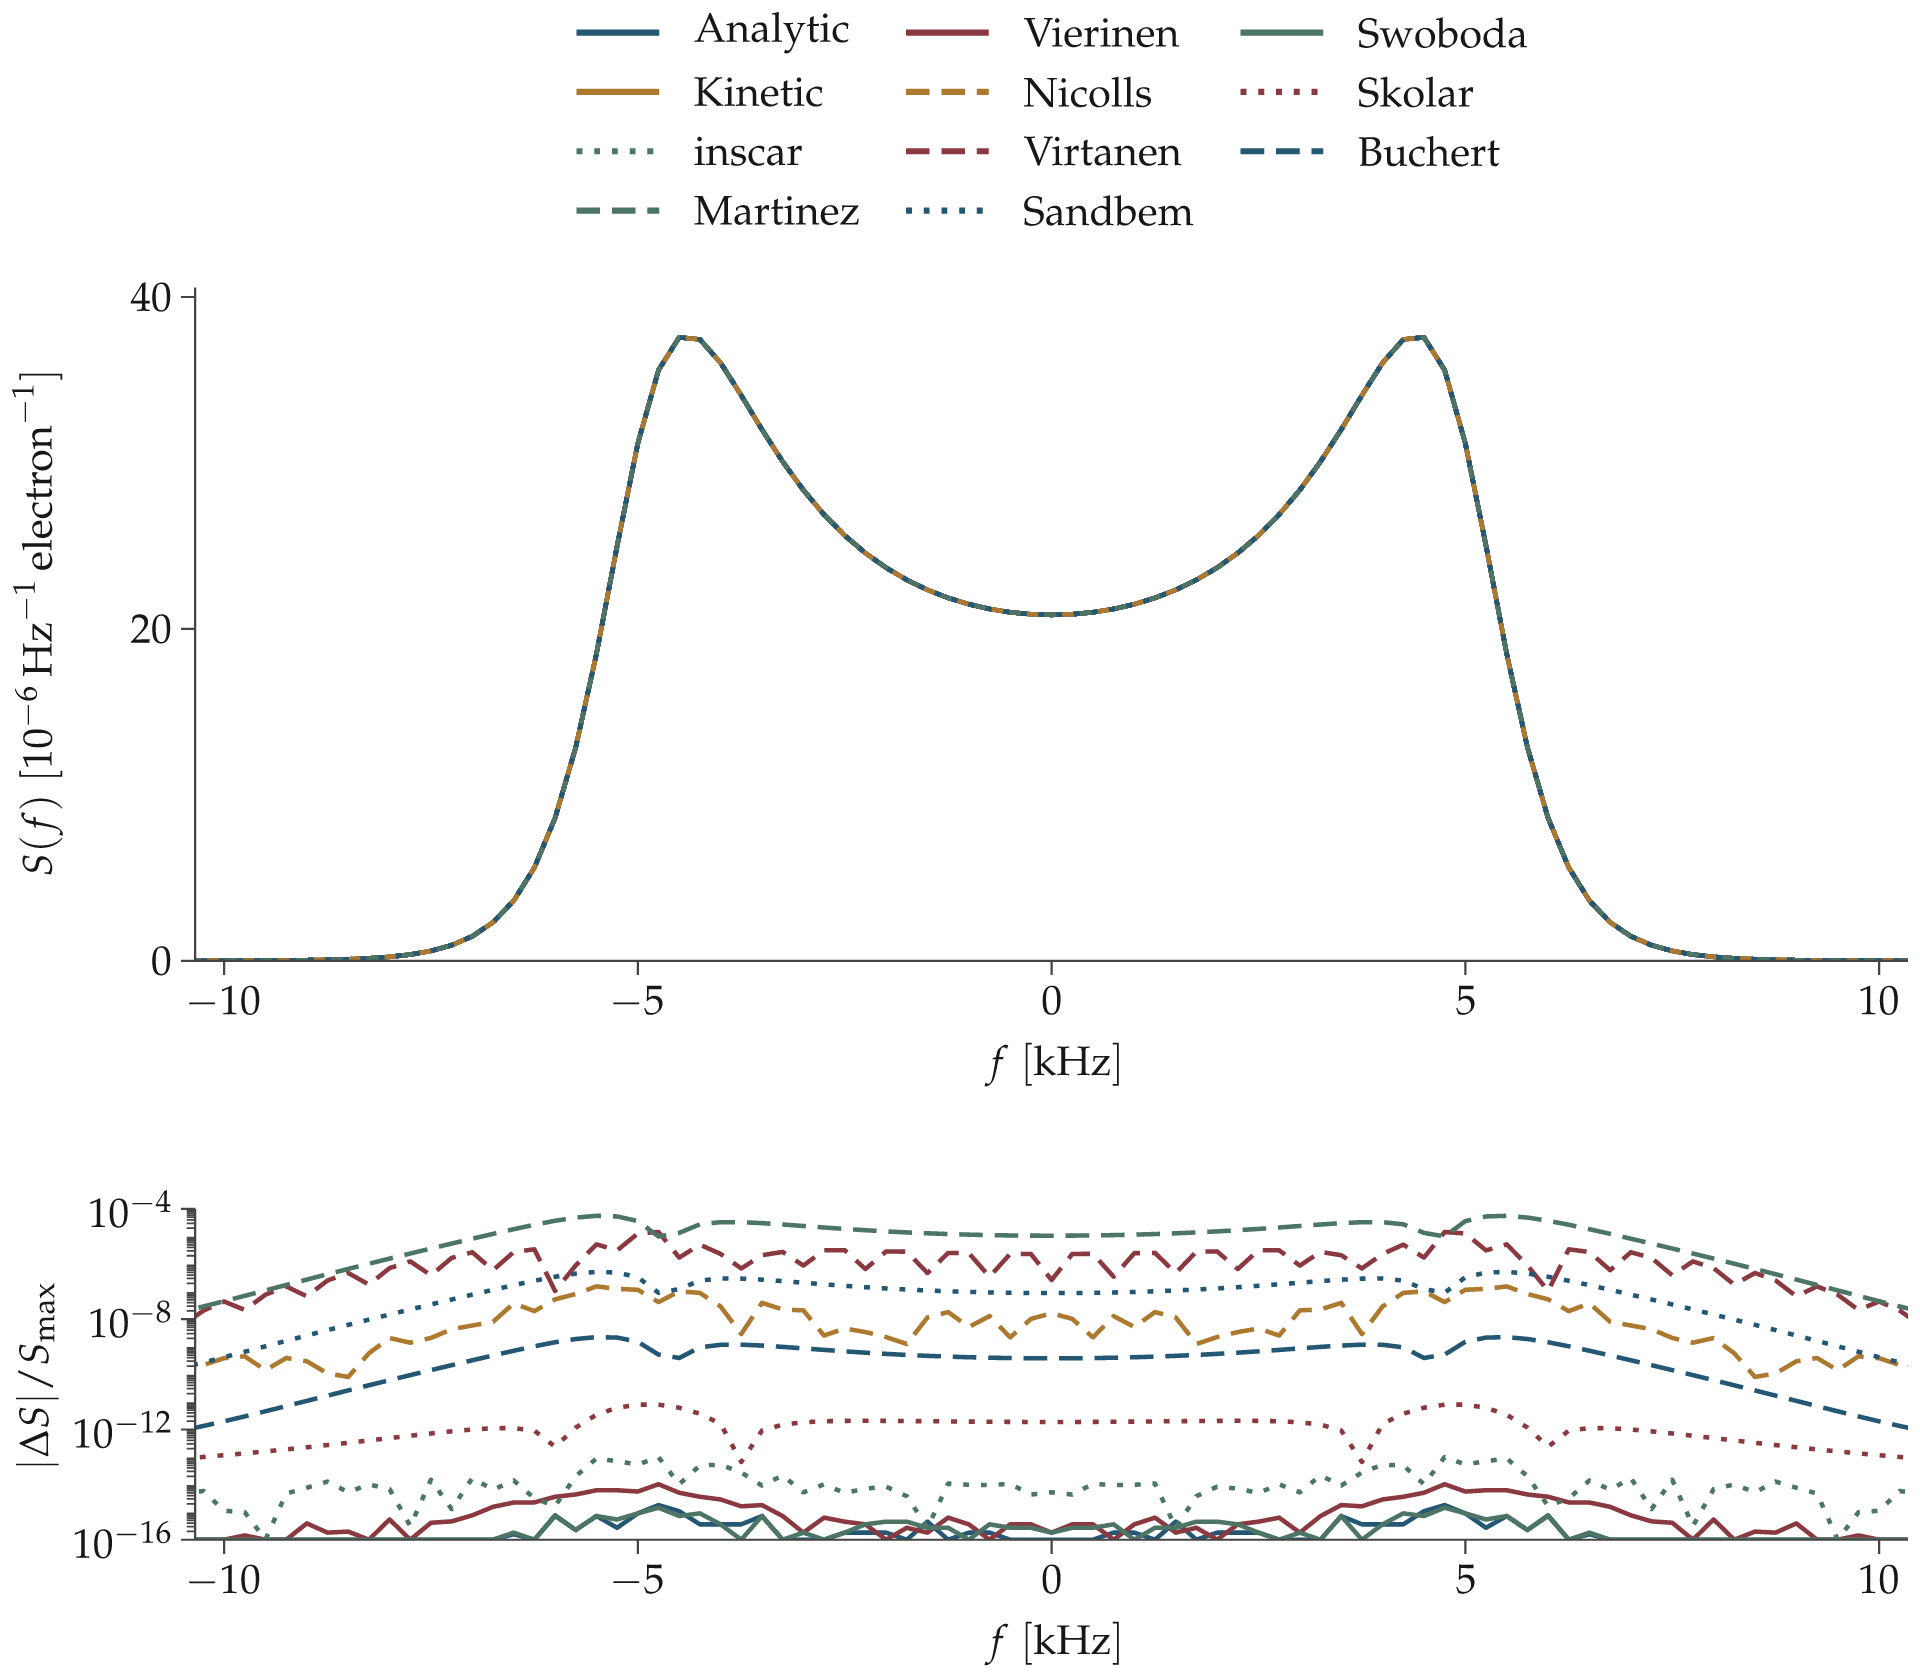 Analytic Vierinen Swoboda
Kinetic Nicolls Skolar
inscar Virtanen Buchert
Martinez Sandbem
S(f) [10⁻⁶ Hz⁻¹ electron⁻¹]
40
20
0
−10 −5 0 5 10
f [kHz]
|ΔS|/Smax
10⁻⁴
10⁻⁸
10⁻¹²
10⁻¹⁶
−10 −5 0 5 10
f [kHz]